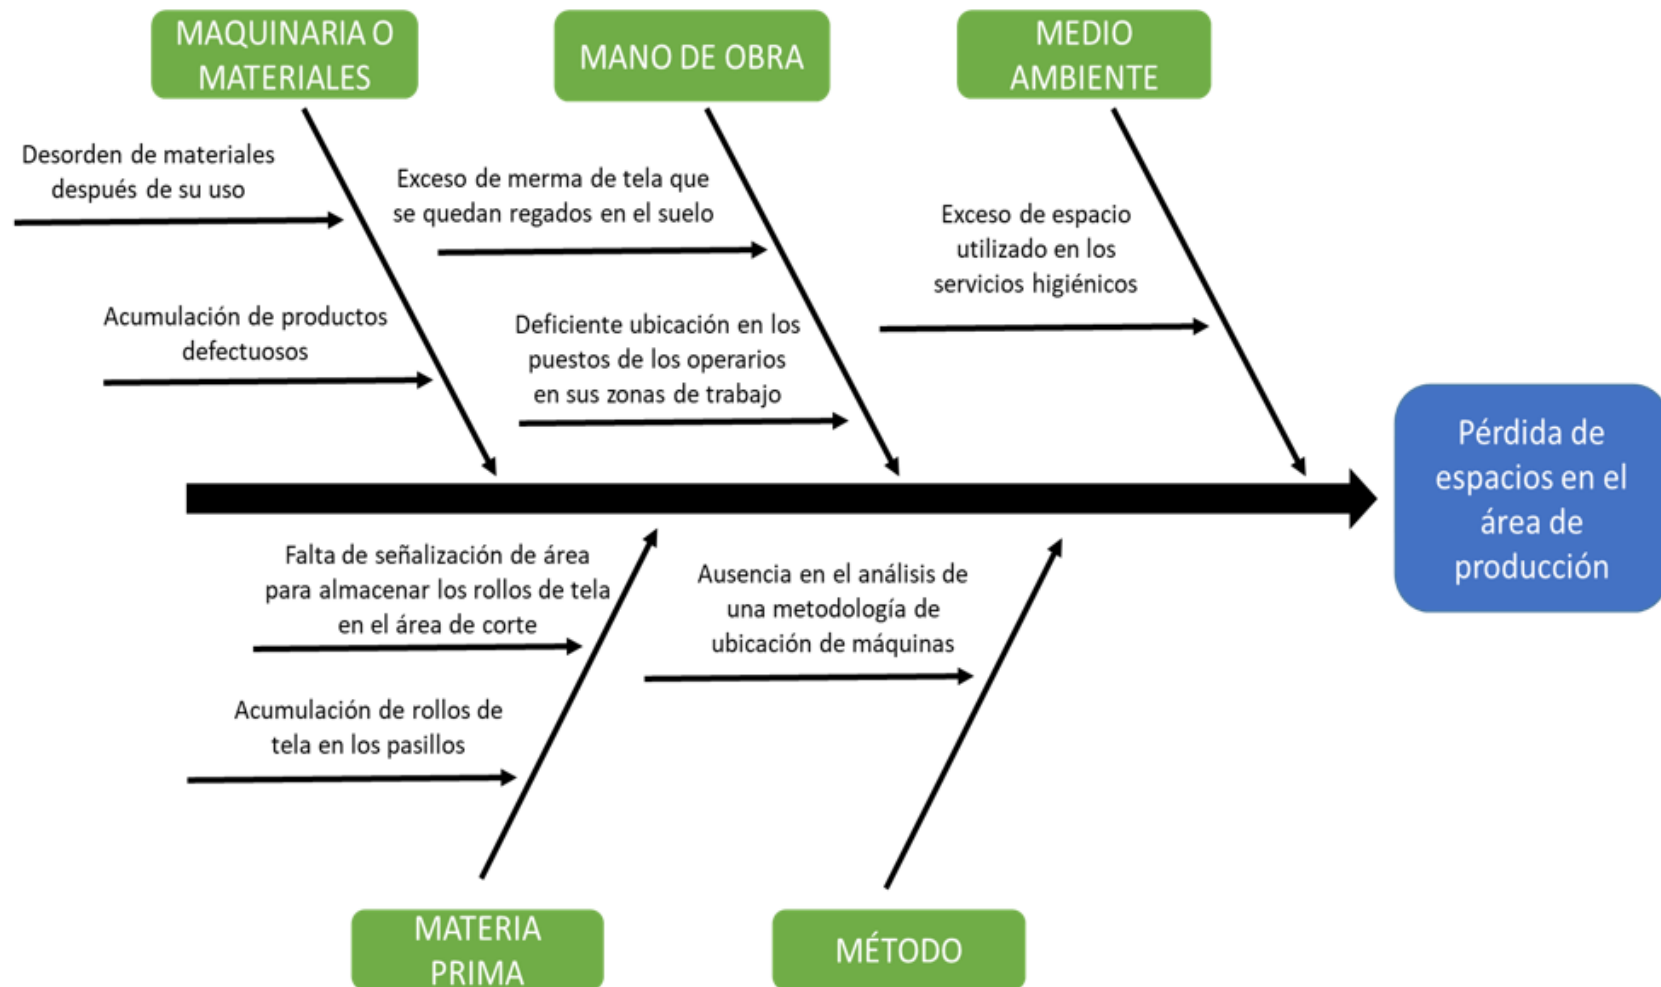 MAQUINARIA O
MATERIALES
MANO DE OBRA
MEDIO
AMBIENTE
Desorden de materiales
después de su uso
Exceso de merma de tela que
se quedan regados en el suelo
Exceso de espacio
utilizado en los
servicios higiénicos
Acumulación de productos
defectuosos
Deficiente ubicación en los
puestos de los operarios
en sus zonas de trabajo
Pérdida de
espacios en el
área de
producción
Falta de señalización de área
para almacenar los rollos de tela
en el área de corte
Ausencia en el análisis de
una metodología de
ubicación de máquinas
Acumulación de rollos de
tela en los pasillos
MATERIA
PRIMA
MÉTODO